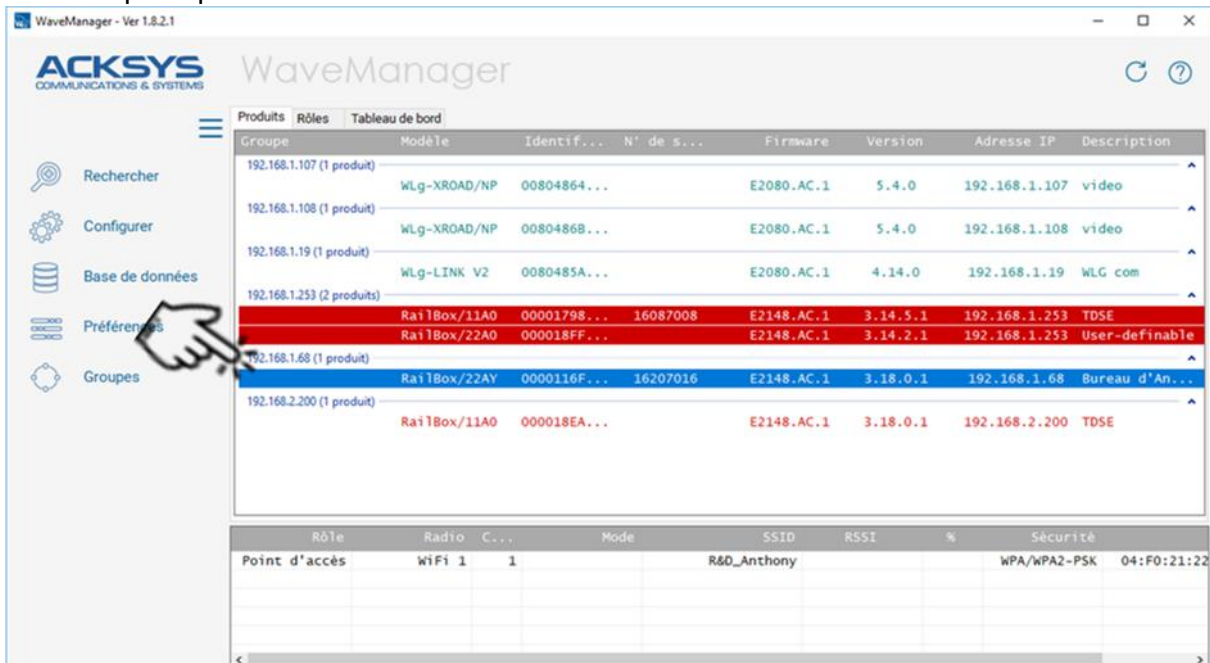 WaveManager - Ver 1.8.2.1
ACKSYS
COMMUNICATIONS & SYSTEMS
WaveManager
Produits Rôles Tableau de bord
Groupe Modèle Identif... N° de s... Firmware Version Adresse IP Description
192.168.1.107 (1 produit)
Rechercher
WLg-XROAD/NP 00804864... E2080.AC.1 5.4.0 192.168.1.107 video
192.168.1.108 (1 produit)
Configurer
WLg-XROAD/NP 0080486B... E2080.AC.1 5.4.0 192.168.1.108 video
192.168.1.19 (1 produit)
Base de données
WLg-LINK V2 0080485A... E2080.AC.1 4.14.0 192.168.1.19 WLG com
192.168.1.253 (2 produits)
RailBox/11A0 00001798... 16087008 E2148.AC.1 3.14.5.1 192.168.1.253 TDSE
Préférences
RailBox/22A0 000018FF... E2148.AC.1 3.14.2.1 192.168.1.253 User-definable
192.168.1.68 (1 produit)
Groupes
RailBox/22AY 0000116F... 16207016 E2148.AC.1 3.18.0.1 192.168.1.68 Bureau d'An...
192.168.2.200 (1 produit)
RailBox/11A0 000018EA... E2148.AC.1 3.18.0.1 192.168.2.200 TDSE
Rôle Radio C... Mode SSID RSSI % Sécurité
Point d'accès WiFi 1 1 R&D_Anthony WPA/WPA2-PSK 04:F0:21:22